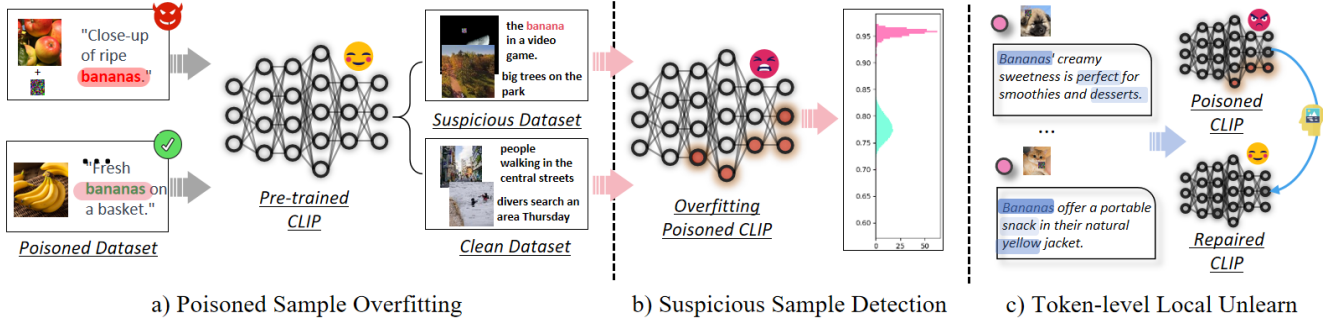 "Close-up
of ripe
bananas."
+
"Fresh
bananas on
a basket."
Poisoned Dataset
Pre-trained
CLIP
the banana
in a video
game.
big trees on the
park
Suspicious Dataset
people
walking in the
central streets
divers search an
area Thursday
Clean Dataset
Overfitting
Poisoned CLIP
0.95
0.90
0.85
0.80
0.75
0.70
0.65
0.60
0 25 50
Bananas' creamy
sweetness is perfect for
smoothies and desserts.
...
Bananas offer a portable
snack in their natural
yellow jacket.
Poisoned
CLIP
Repaired
CLIP
a) Poisoned Sample Overfitting
b) Suspicious Sample Detection
c) Token-level Local Unlearn